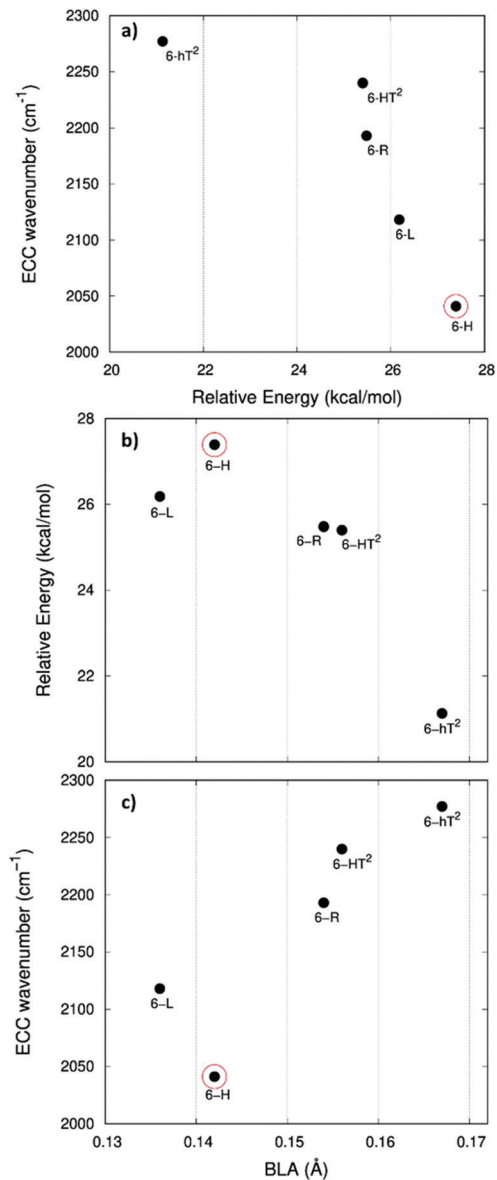 a)
2300
2250
2200
2150
2100
2050
2000
ECC wavenumber (cm⁻¹)
6-hT²
6-HT²
6-R
6-L
6-H
20 22 24 26 28
Relative Energy (kcal/mol)
b)
28
26
24
22
20
Relative Energy (kcal/mol)
6–H
6–L
6–R
6–HT²
6–hT²
c)
2300
2250
2200
2150
2100
2050
2000
ECC wavenumber (cm⁻¹)
6–hT²
6–HT²
6–R
6–L
6–H
0.13 0.14 0.15 0.16 0.17
BLA (Å)